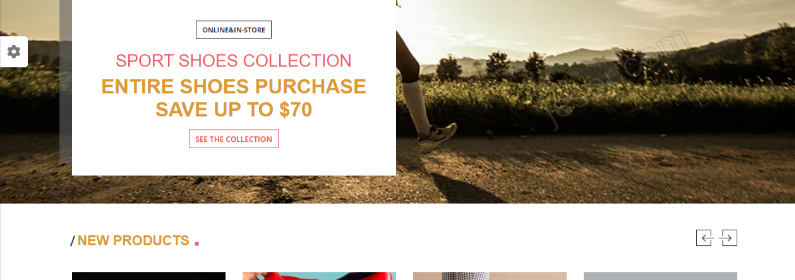 ONLINE&IN-STORE
SPORT SHOES COLLECTION
ENTIRE SHOES PURCHASE
SAVE UP TO $70
SEE THE COLLECTION
/ NEW PRODUCTS .